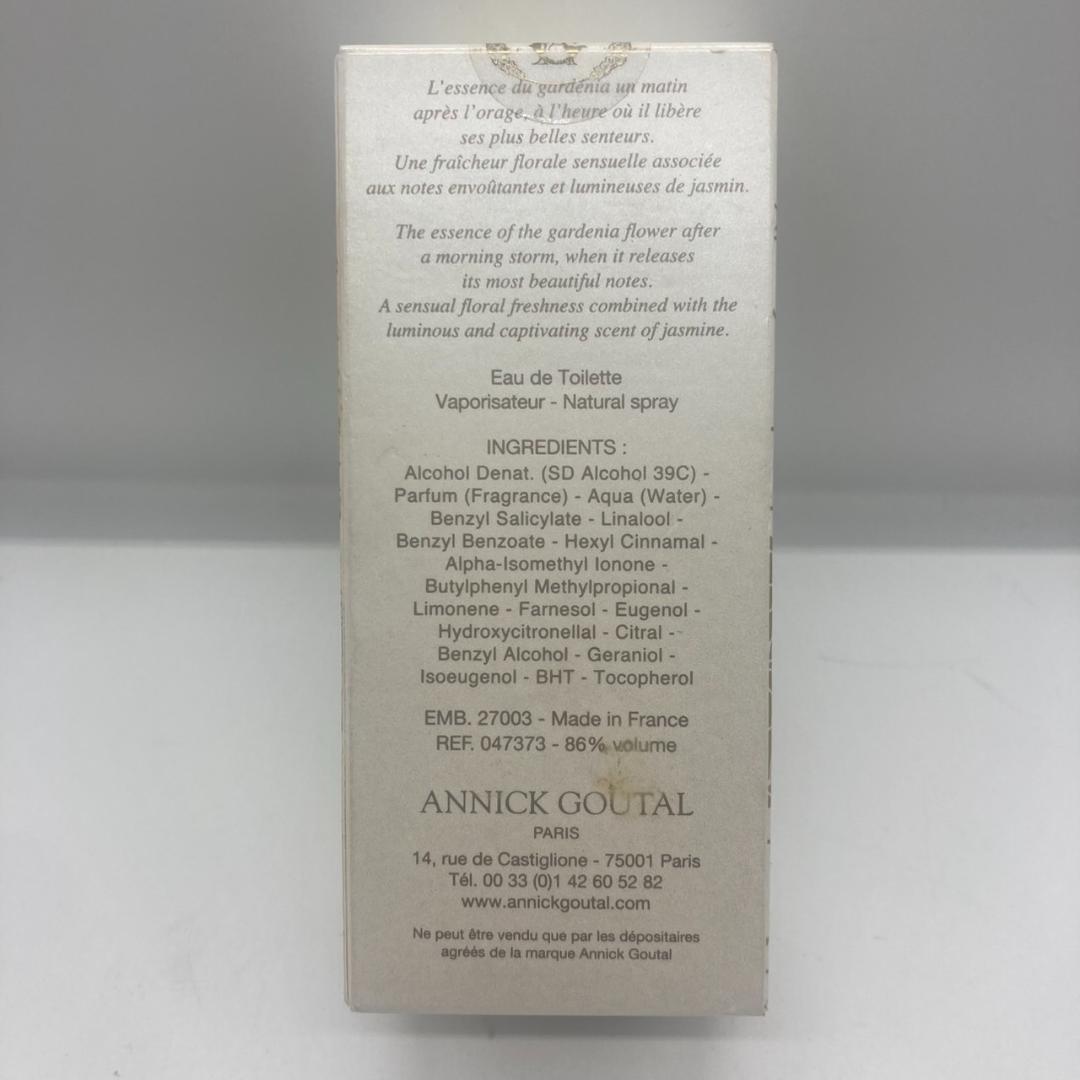 L'essence du gardénia un matin
après l'orage, à l'heure où il libère
ses plus belles senteurs.
Une fraîcheur florale sensuelle associée
aux notes envoûtantes et lumineuses de jasmin.
The essence of the gardenia flower after
a morning storm, when it releases
its most beautiful notes.
A sensual floral freshness combined with the
luminous and captivating scent of jasmine.
Eau de Toilette
Vaporisateur - Natural spray
INGREDIENTS :
Alcohol Denat. (SD Alcohol 39C) -
Parfum (Fragrance) - Aqua (Water) -
Benzyl Salicylate - Linalool -
Benzyl Benzoate - Hexyl Cinnamal -
Alpha-Isomethyl Ionone -
Butylphenyl Methylpropional -
Limonene - Farnesol - Eugenol -
Hydroxycitronellal - Citral -
Benzyl Alcohol - Geraniol -
Isoeugenol - BHT - Tocopherol
EMB. 27003 - Made in France
REF. 047373 - 86% volume
ANNICK GOUTAL
PARIS
14, rue de Castiglione - 75001 Paris
Tél. 00 33 (0)1 42 60 52 82
www.annickgoutal.com
Ne peut être vendu que par les dépositaires
agréés de la marque Annick Goutal